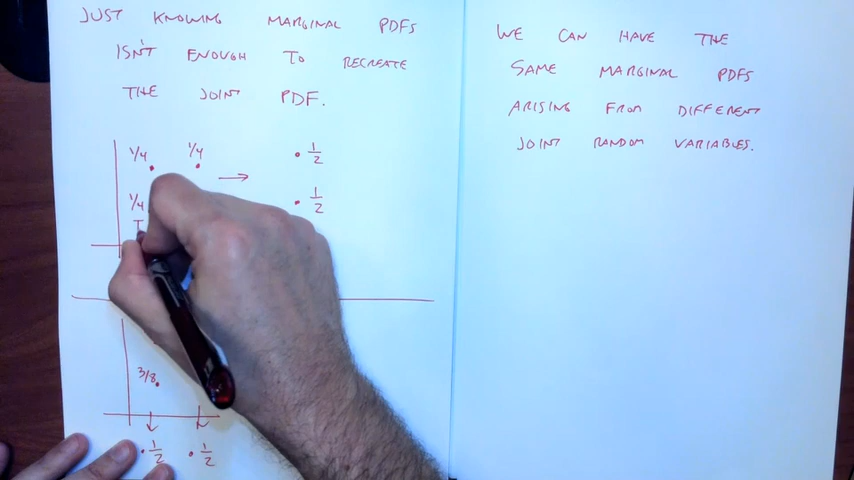 JUST KNOWING MARGINAL PDFS
ISN'T ENOUGH TO RECREATE
THE JOINT PDF.
1/4 1/4 → 1/2
1/4 1/2
3/8
1/2 1/2
WE CAN HAVE THE
SAME MARGINAL PDFS
ARISING FROM DIFFERENT
JOINT RANDOM VARIABLES.